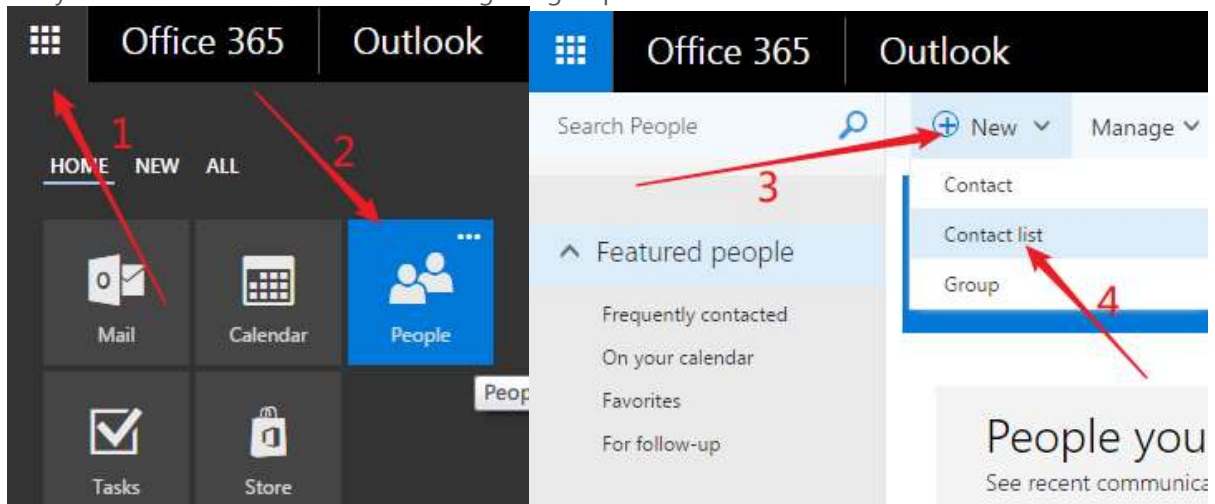 Office 365 Outlook
1
2
HOME NEW ALL
Mail Calendar People
Peop
Tasks Store
Office 365 Outlook
Search People
New Manage
3
Contact
Contact list
Group
4
Featured people
Frequently contacted
On your calendar
Favorites
For follow-up
People you
See recent communica